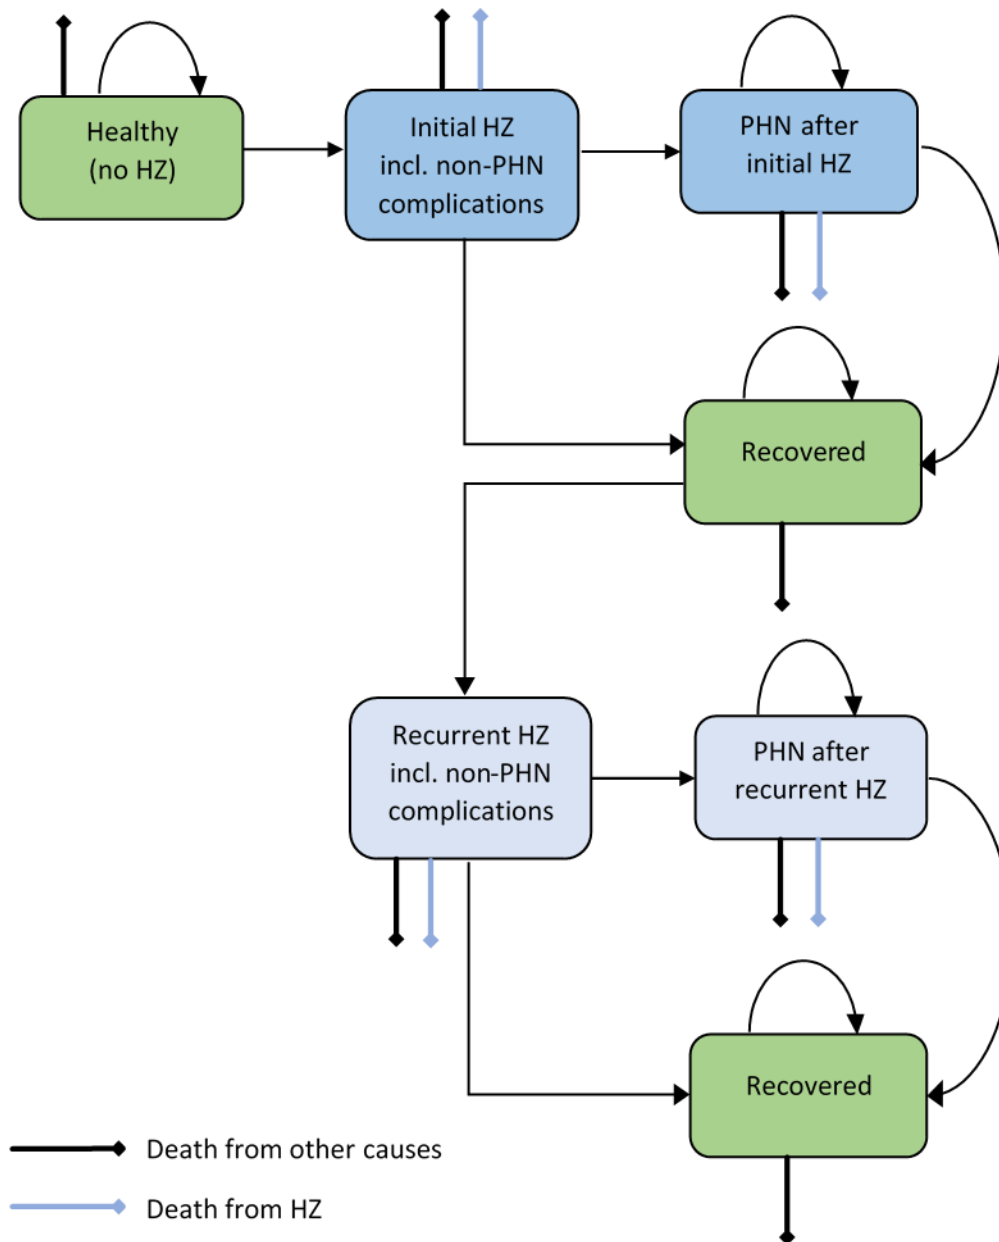 Healthy
(no HZ)
Initial HZ
incl. non-PHN
complications
PHN after
initial HZ
Recovered
Recurrent HZ
incl. non-PHN
complications
PHN after
recurrent HZ
Recovered
Death from other causes
Death from HZ